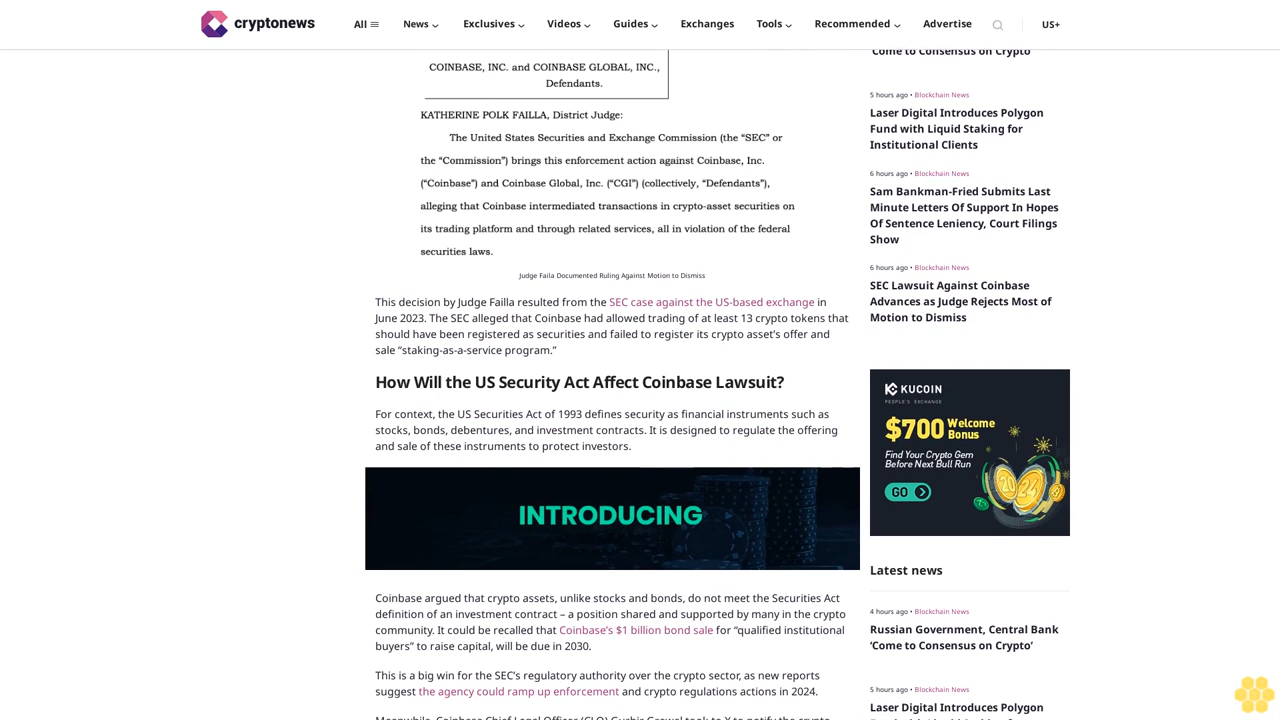 cryptonews
All
News
Exclusives
Videos
Guides
Exchanges
Tools
Recommended
Advertise
US+
COINBASE, INC. and COINBASE GLOBAL, INC.,
Defendants.
KATHERINE POLK FAILLA, District Judge:
The United States Securities and Exchange Commission (the “SEC” or
the “Commission”) brings this enforcement action against Coinbase, Inc.
(“Coinbase”) and Coinbase Global, Inc. (“CGI”) (collectively, “Defendants”),
alleging that Coinbase intermediated transactions in crypto-asset securities on
its trading platform and through related services, all in violation of the federal
securities laws.
Judge Faila Documented Ruling Against Motion to Dismiss
This decision by Judge Failla resulted from the SEC case against the US-based exchange in
June 2023. The SEC alleged that Coinbase had allowed trading of at least 13 crypto tokens that
should have been registered as securities and failed to register its crypto asset’s offer and
sale “staking-as-a-service program.”
How Will the US Security Act Affect Coinbase Lawsuit?
For context, the US Securities Act of 1993 defines security as financial instruments such as
stocks, bonds, debentures, and investment contracts. It is designed to regulate the offering
and sale of these instruments to protect investors.
INTRODUCING
Coinbase argued that crypto assets, unlike stocks and bonds, do not meet the Securities Act
definition of an investment contract – a position shared and supported by many in the crypto
community. It could be recalled that Coinbase’s $1 billion bond sale for “qualified institutional
buyers” to raise capital, will be due in 2030.
This is a big win for the SEC’s regulatory authority over the crypto sector, as new reports
suggest the agency could ramp up enforcement and crypto regulations actions in 2024.
Meanwhile, Coinbase Chief Legal Officer (CLO) Gurbir Grewal took to X to notify the crypto
Come to Consensus on Crypto
5 hours ago • Blockchain News
Laser Digital Introduces Polygon
Fund with Liquid Staking for
Institutional Clients
6 hours ago • Blockchain News
Sam Bankman-Fried Submits Last
Minute Letters Of Support In Hopes
Of Sentence Leniency, Court Filings
Show
6 hours ago • Blockchain News
SEC Lawsuit Against Coinbase
Advances as Judge Rejects Most of
Motion to Dismiss
KUCOIN
PEOPLE'S EXCHANGE
$700 Welcome
Bonus
Find Your Crypto Gem
Before Next Bull Run
GO
20 24
Latest news
4 hours ago • Blockchain News
Russian Government, Central Bank
‘Come to Consensus on Crypto’
5 hours ago • Blockchain News
Laser Digital Introduces Polygon